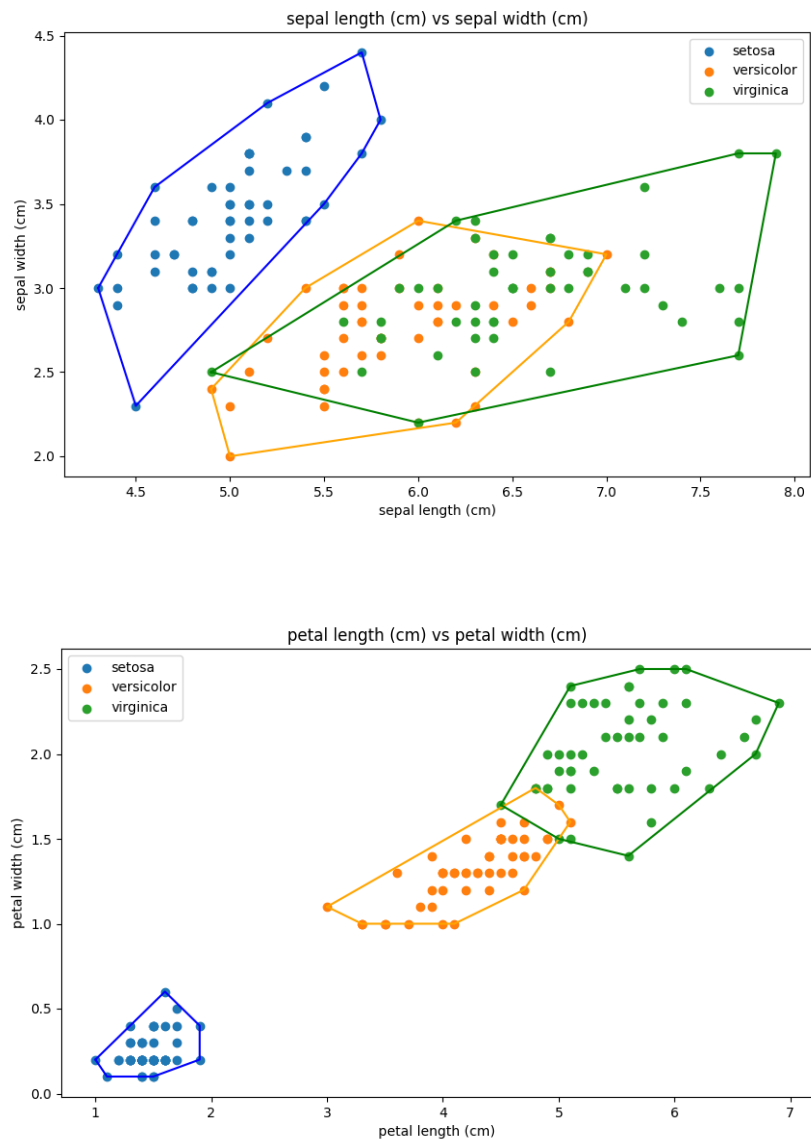 sepal length (cm) vs sepal width (cm)
4.5
4.0
3.5
3.0
2.5
2.0
sepal width (cm)
setosa
versicolor
virginica
4.5 5.0 5.5 6.0 6.5 7.0 7.5 8.0
sepal length (cm)
petal length (cm) vs petal width (cm)
2.5
2.0
1.5
1.0
0.5
0.0
petal width (cm)
setosa
versicolor
virginica
1 2 3 4 5 6 7
petal length (cm)